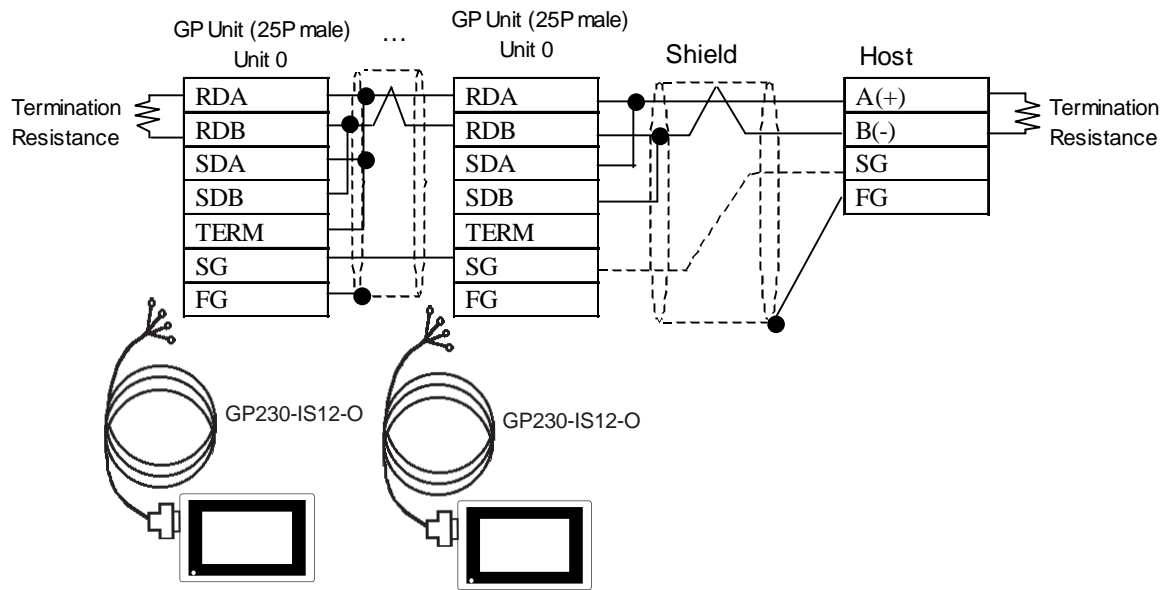 GP Unit (25P male)
Unit 0
...
GP Unit (25P male)
Unit 0
Shield
Host
Termination
Resistance
RDA
RDB
SDA
SDB
TERM
SG
FG
RDA
RDB
SDA
SDB
TERM
SG
FG
A(+)
B(-)
SG
FG
Termination
Resistance
GP230-IS12-O
GP230-IS12-O